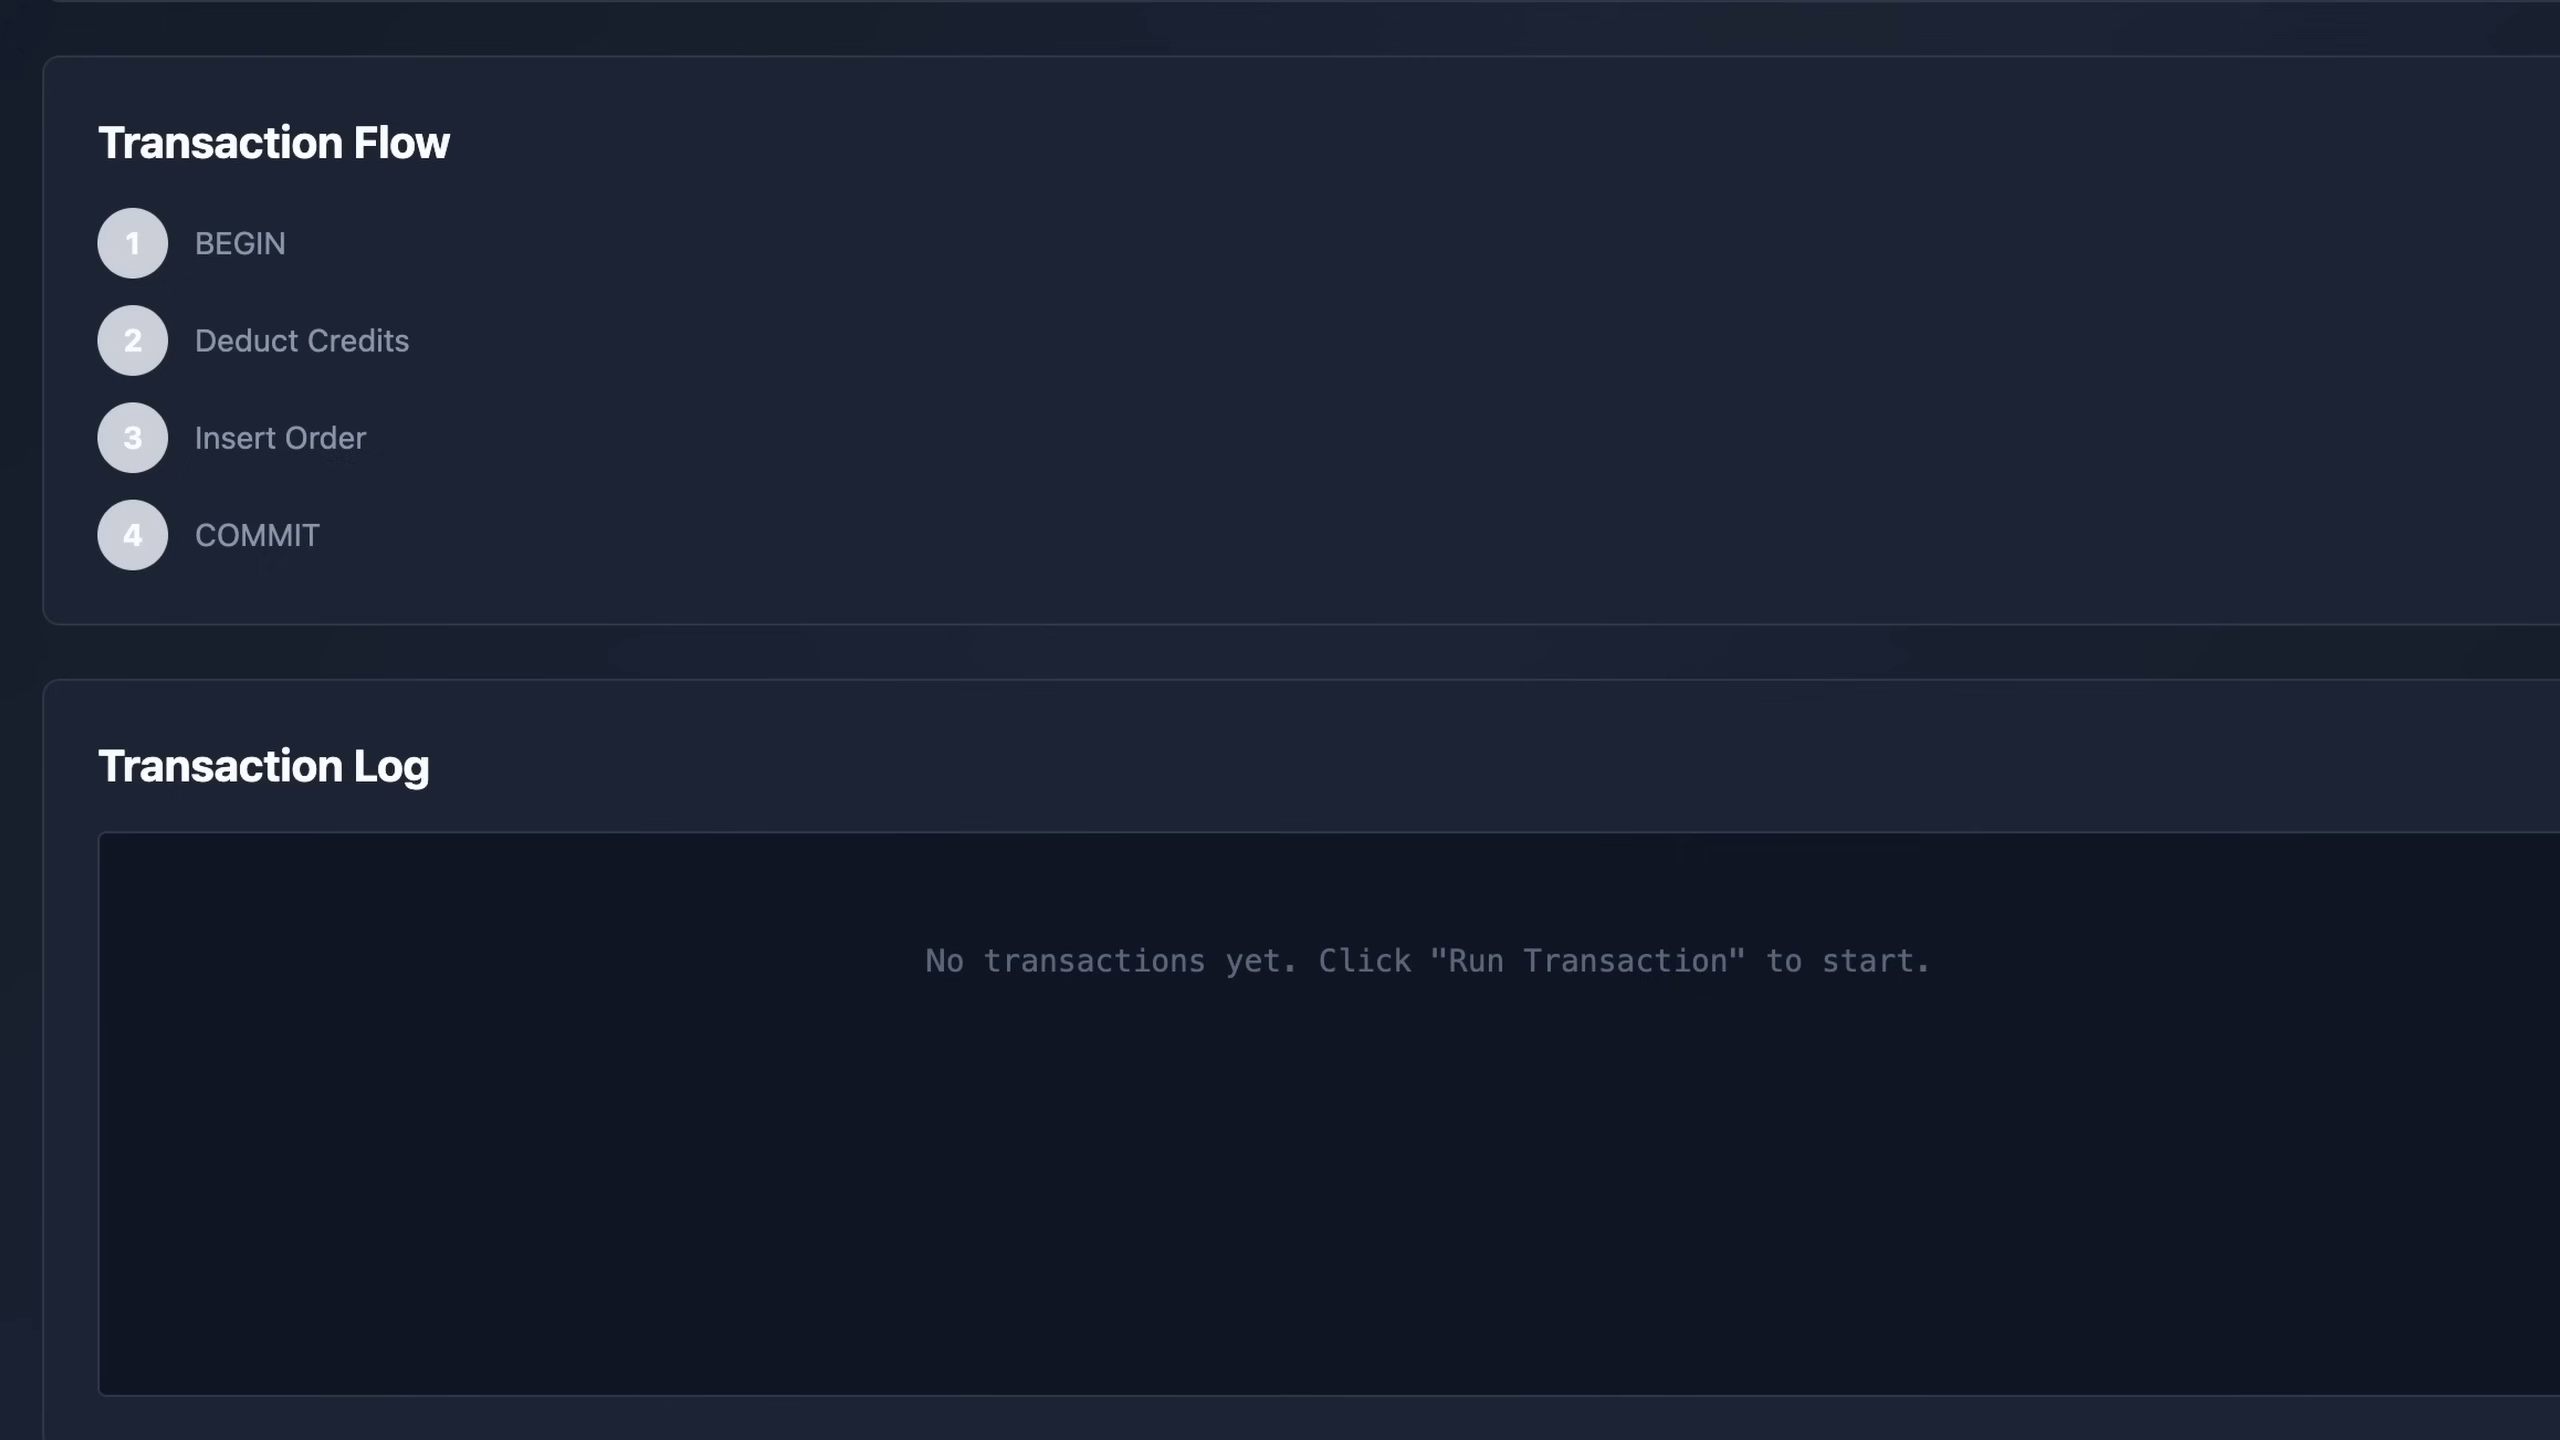 Transaction Flow
1 BEGIN
2 Deduct Credits
3 Insert Order
4 COMMIT
Transaction Log
No transactions yet. Click "Run Transaction" to start.